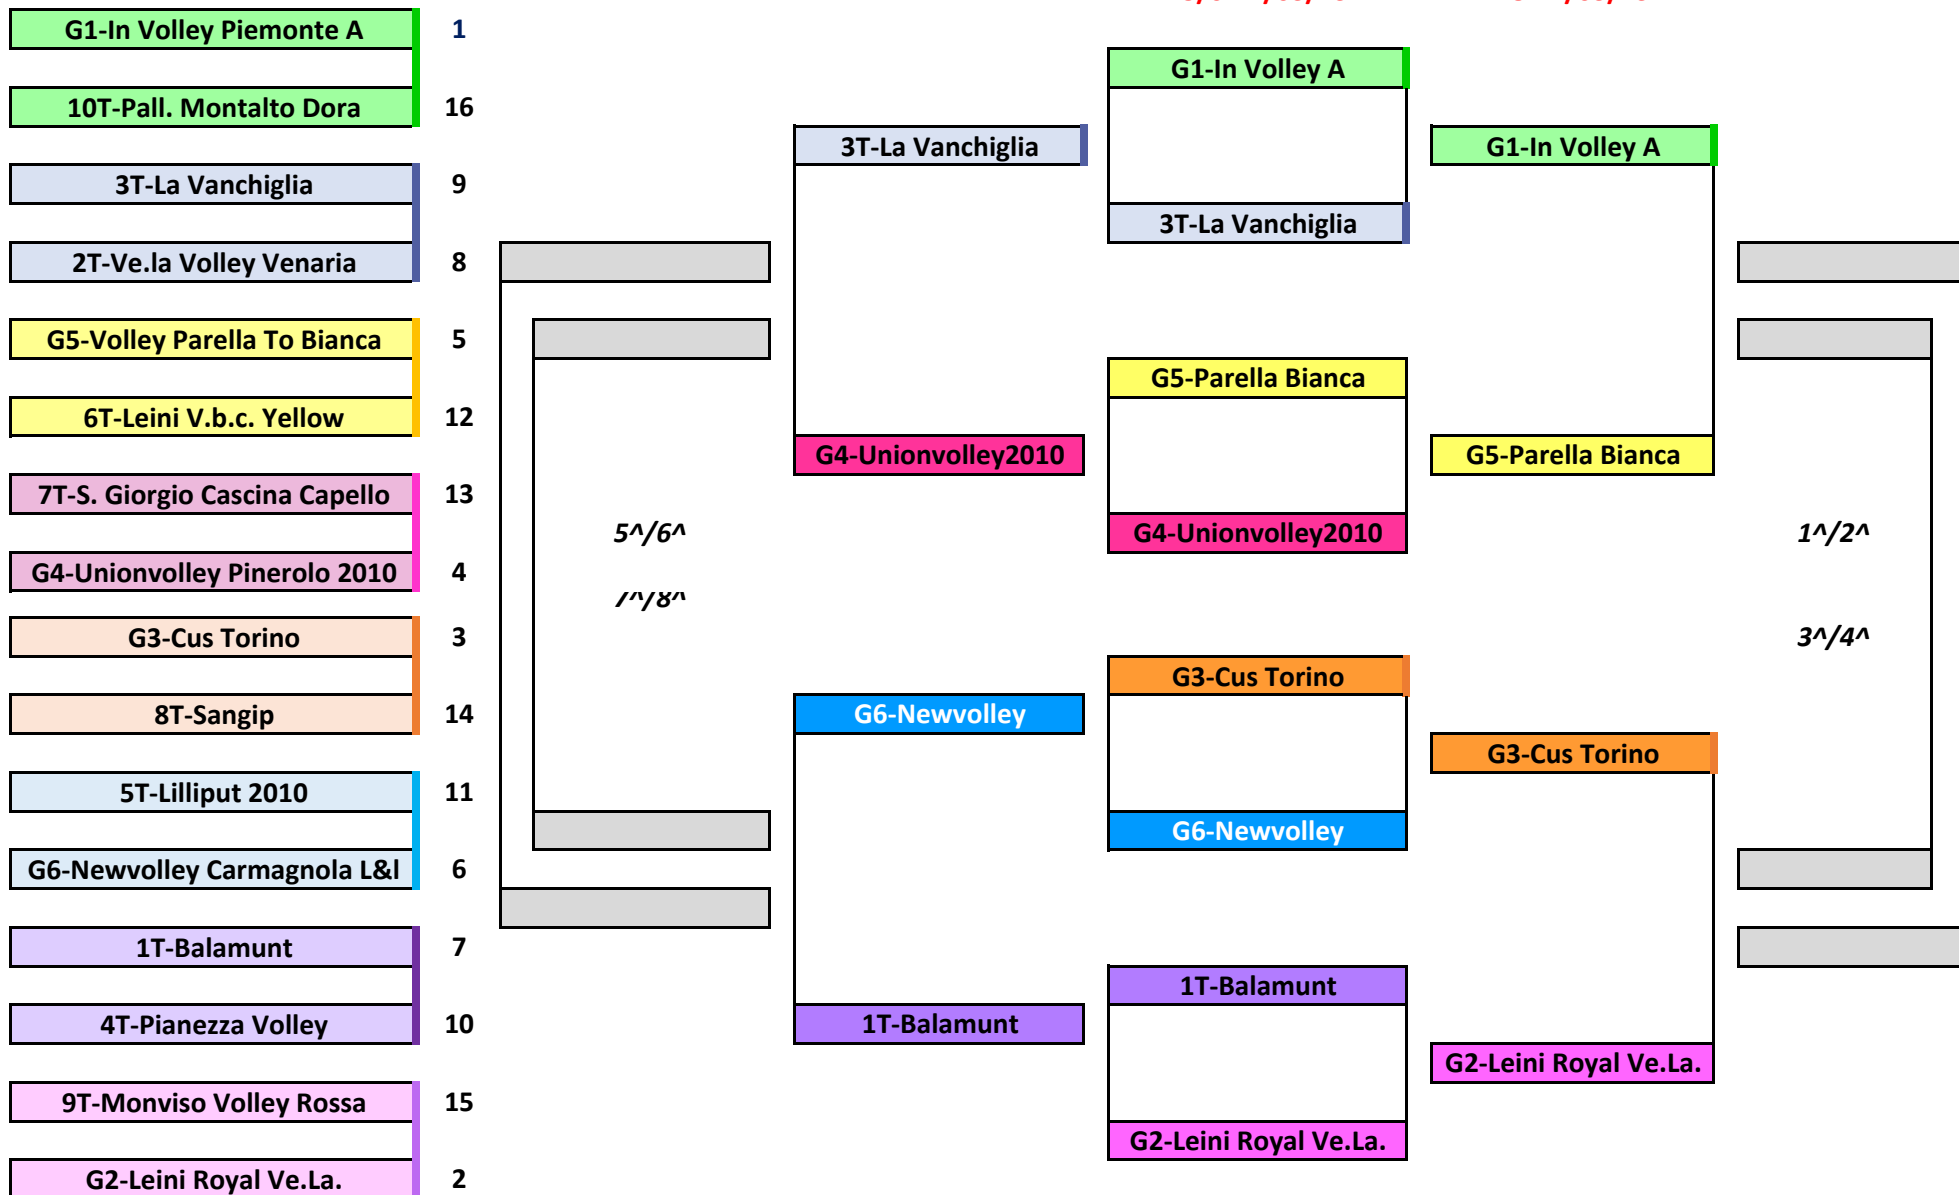 G1-In Volley Piemonte A 1
10T-Pall. Montalto Dora 16
3T-La Vanchiglia 9
2T-Ve.la Volley Venaria 8
G5-Volley Parella To Bianca 5
6T-Leini V.b.c. Yellow 12
7T-S. Giorgio Cascina Capello 13
G4-Unionvolley Pinerolo 2010 4
G3-Cus Torino 3
8T-Sangip 14
5T-Lilliput 2010 11
G6-Newvolley Carmagnola L&l 6
1T-Balamunt 7
4T-Pianezza Volley 10
9T-Monviso Volley Rossa 15
G2-Leini Royal Ve.La. 2
5^/6^
7^/8^
3T-La Vanchiglia
G4-Unionvolley2010
G6-Newvolley
1T-Balamunt
G1-In Volley A
3T-La Vanchiglia
G5-Parella Bianca
G4-Unionvolley2010
G3-Cus Torino
G6-Newvolley
1T-Balamunt
G2-Leini Royal Ve.La.
G1-In Volley A
G5-Parella Bianca
G3-Cus Torino
G2-Leini Royal Ve.La.
1^/2^
3^/4^